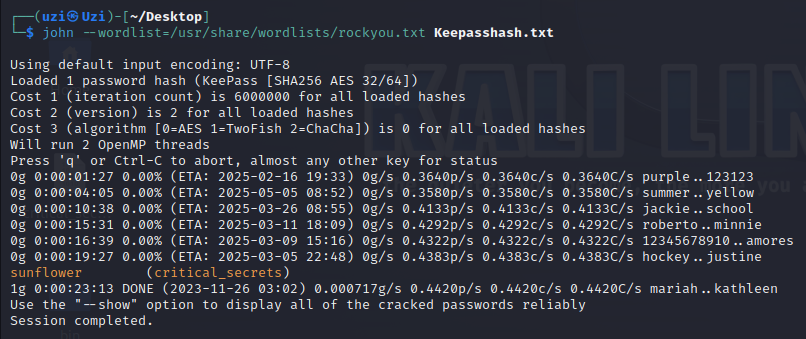 ┌──(uzi㉿Uzi)-[~/Desktop]
└─$ john --wordlist=/usr/share/wordlists/rockyou.txt Keepasshash.txt
Using default input encoding: UTF-8
Loaded 1 password hash (KeePass [SHA256 AES 32/64])
Cost 1 (iteration count) is 6000000 for all loaded hashes
Cost 2 (version) is 2 for all loaded hashes
Cost 3 (algorithm [0=AES 1=TwoFish 2=ChaCha]) is 0 for all loaded hashes
Will run 2 OpenMP threads
Press 'q' or Ctrl-C to abort, almost any other key for status
0g 0:00:01:27 0.00% (ETA: 2025-02-16 19:33) 0g/s 0.3640p/s 0.3640c/s 0.3640C/s purple..123123
0g 0:00:04:05 0.00% (ETA: 2025-05-05 08:52) 0g/s 0.3580p/s 0.3580c/s 0.3580C/s summer..yellow
0g 0:00:10:38 0.00% (ETA: 2025-03-26 08:55) 0g/s 0.4133p/s 0.4133c/s 0.4133C/s jackie..school
0g 0:00:15:31 0.00% (ETA: 2025-03-11 18:09) 0g/s 0.4292p/s 0.4292c/s 0.4292C/s roberto..minnie
0g 0:00:16:39 0.00% (ETA: 2025-03-09 15:16) 0g/s 0.4322p/s 0.4322c/s 0.4322C/s 12345678910..amores
0g 0:00:19:27 0.00% (ETA: 2025-03-05 22:48) 0g/s 0.4383p/s 0.4383c/s 0.4383C/s hockey..justine
sunflower        (critical_secrets)
1g 0:00:23:13 DONE (2023-11-26 03:02) 0.000717g/s 0.4420p/s 0.4420c/s 0.4420C/s mariah..kathleen
Use the "--show" option to display all of the cracked passwords reliably
Session completed.
KALI LIN